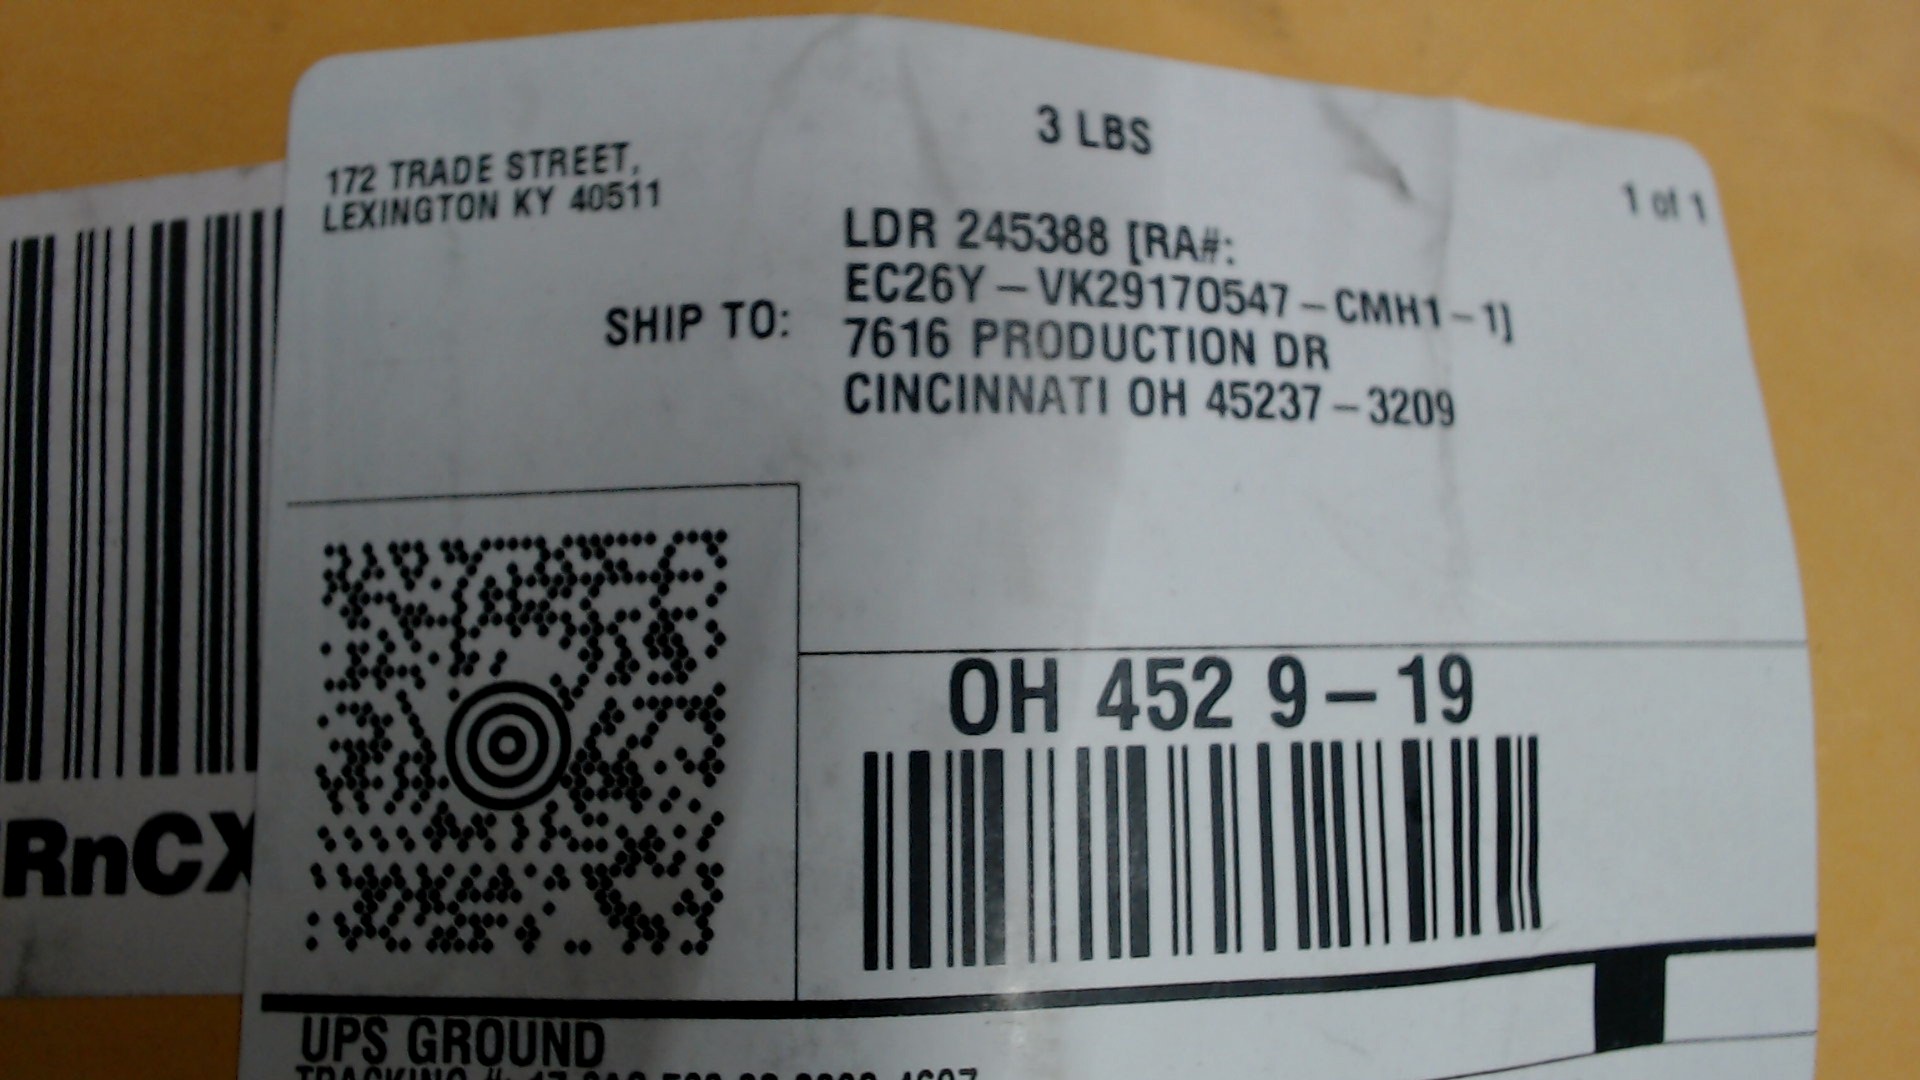 3 LBS
1 of 1
172 TRADE STREET,
LEXINGTON KY 40511
SHIP TO:
LDR 245388 [RA#:
EC26Y-VK29170547-CMH1-1]
7616 PRODUCTION DR
CINCINNATI OH 45237-3209
OH 452 9-19
RnCX
UPS GROUND
TRACKING #: